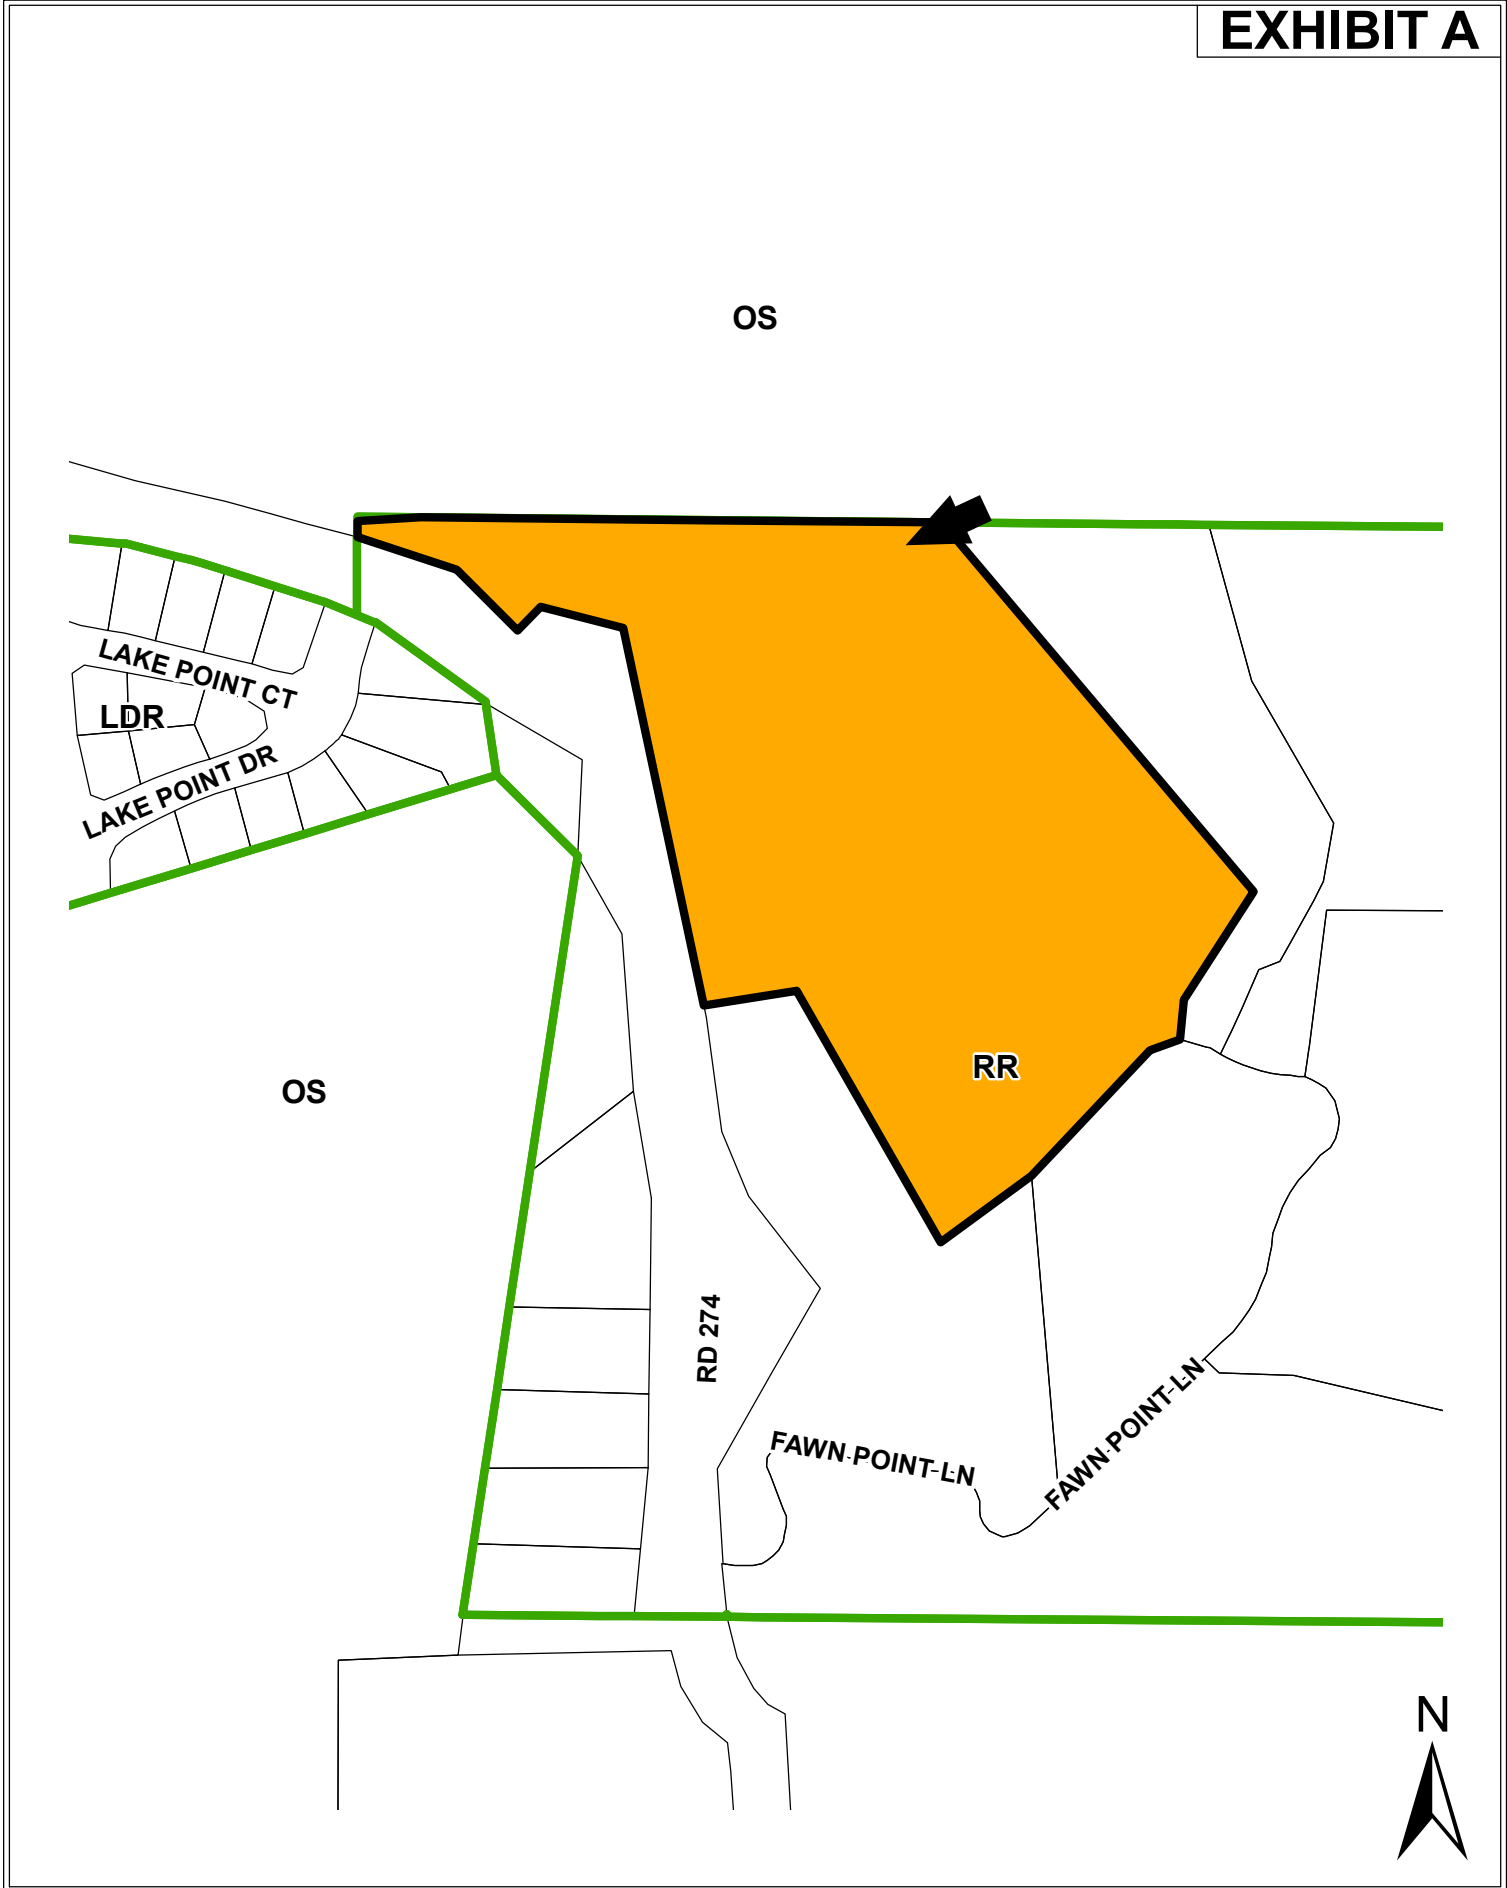 EXHIBIT A
OS
LAKE POINT CT
LDR
LAKE POINT DR
OS
RR
RD 274
FAWN POINT LN
FAWN POINT LN
N